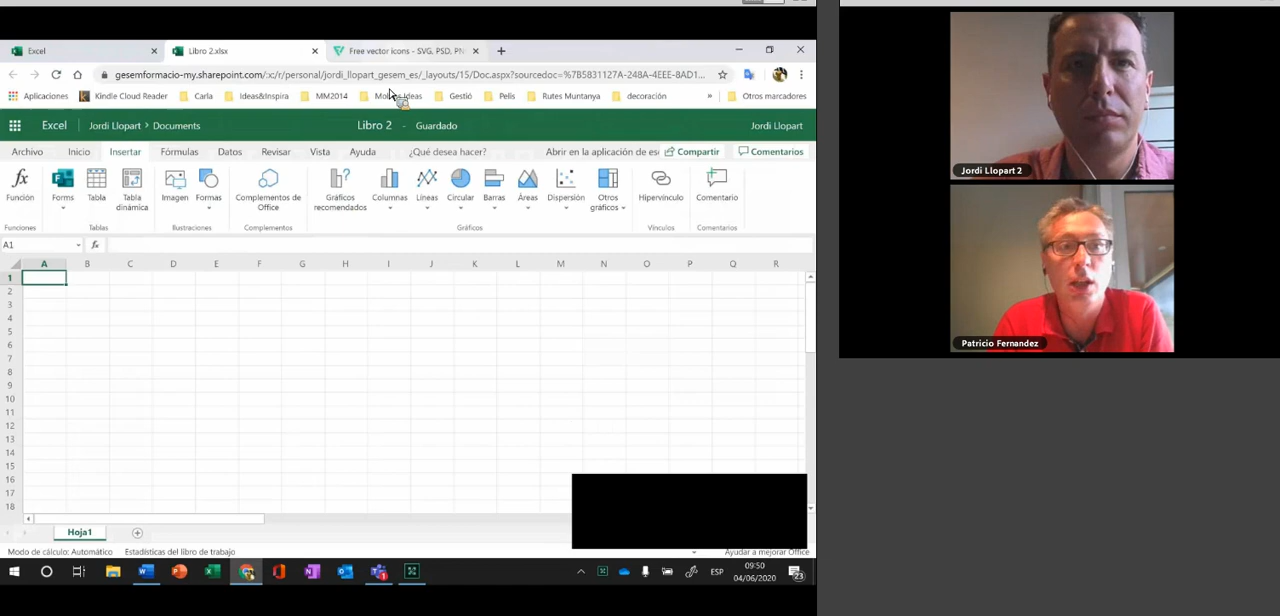 Excel
Libro 2.xlsx
Free vector icons - SVG, PSD, PN
gesemformacio-my.sharepoint.com/:x:/r/personal/jordi_llopart_gesem_es/_layouts/15/Doc.aspx?sourcedoc=%7B5831127A-248A-4EEE-8AD1...
Aplicaciones Kindle Cloud Reader Carla Ideas&Inspira MM2014 Gestió Pelis Rutes Muntanya decoración » Otros marcadores
Excel Jordi Llopart > Documents Libro 2 - Guardado Jordi Llopart
Archivo Inicio Insertar Fórmulas Datos Revisar Vista Ayuda ¿Qué desea hacer? Abrir en la aplicación de es Compartir Comentarios
Función Forms Tabla Tabla dinámica Imagen Formas Complementos de Office Gráficos recomendados Columnas Líneas Circular Barras Áreas Dispersión Otros gráficos Hipervínculo Comentario
Funciones Tablas Ilustraciones Complementos Gráficos Vínculos Comentarios
A1 fx
A B C D E F G H I J K L M N O P Q R
1
2
3
4
5
6
7
8
9
10
11
12
13
14
15
16
17
18
Hoja1
Modo de cálculo: Automático Estadísticas del libro de trabajo Ayudar a mejorar Office
ESP 09:50
04/06/2020 23
Jordi Llopart 2
Patricio Fernandez